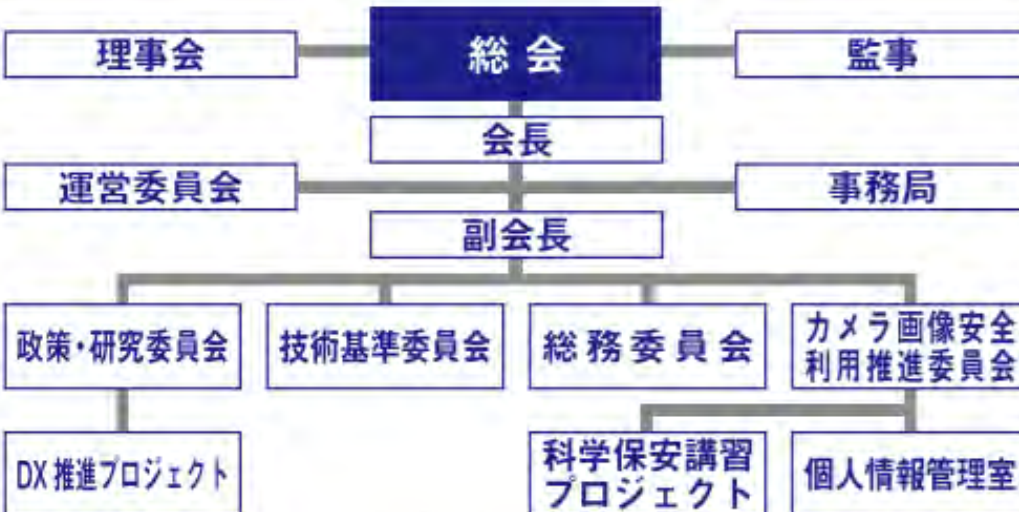 理事会
総会
監事
会長
運営委員会
事務局
副会長
政策・研究委員会
技術基準委員会
総務委員会
カメラ画像安全
利用推進委員会
DX推進プロジェクト
科学保安講習
プロジェクト
個人情報管理室